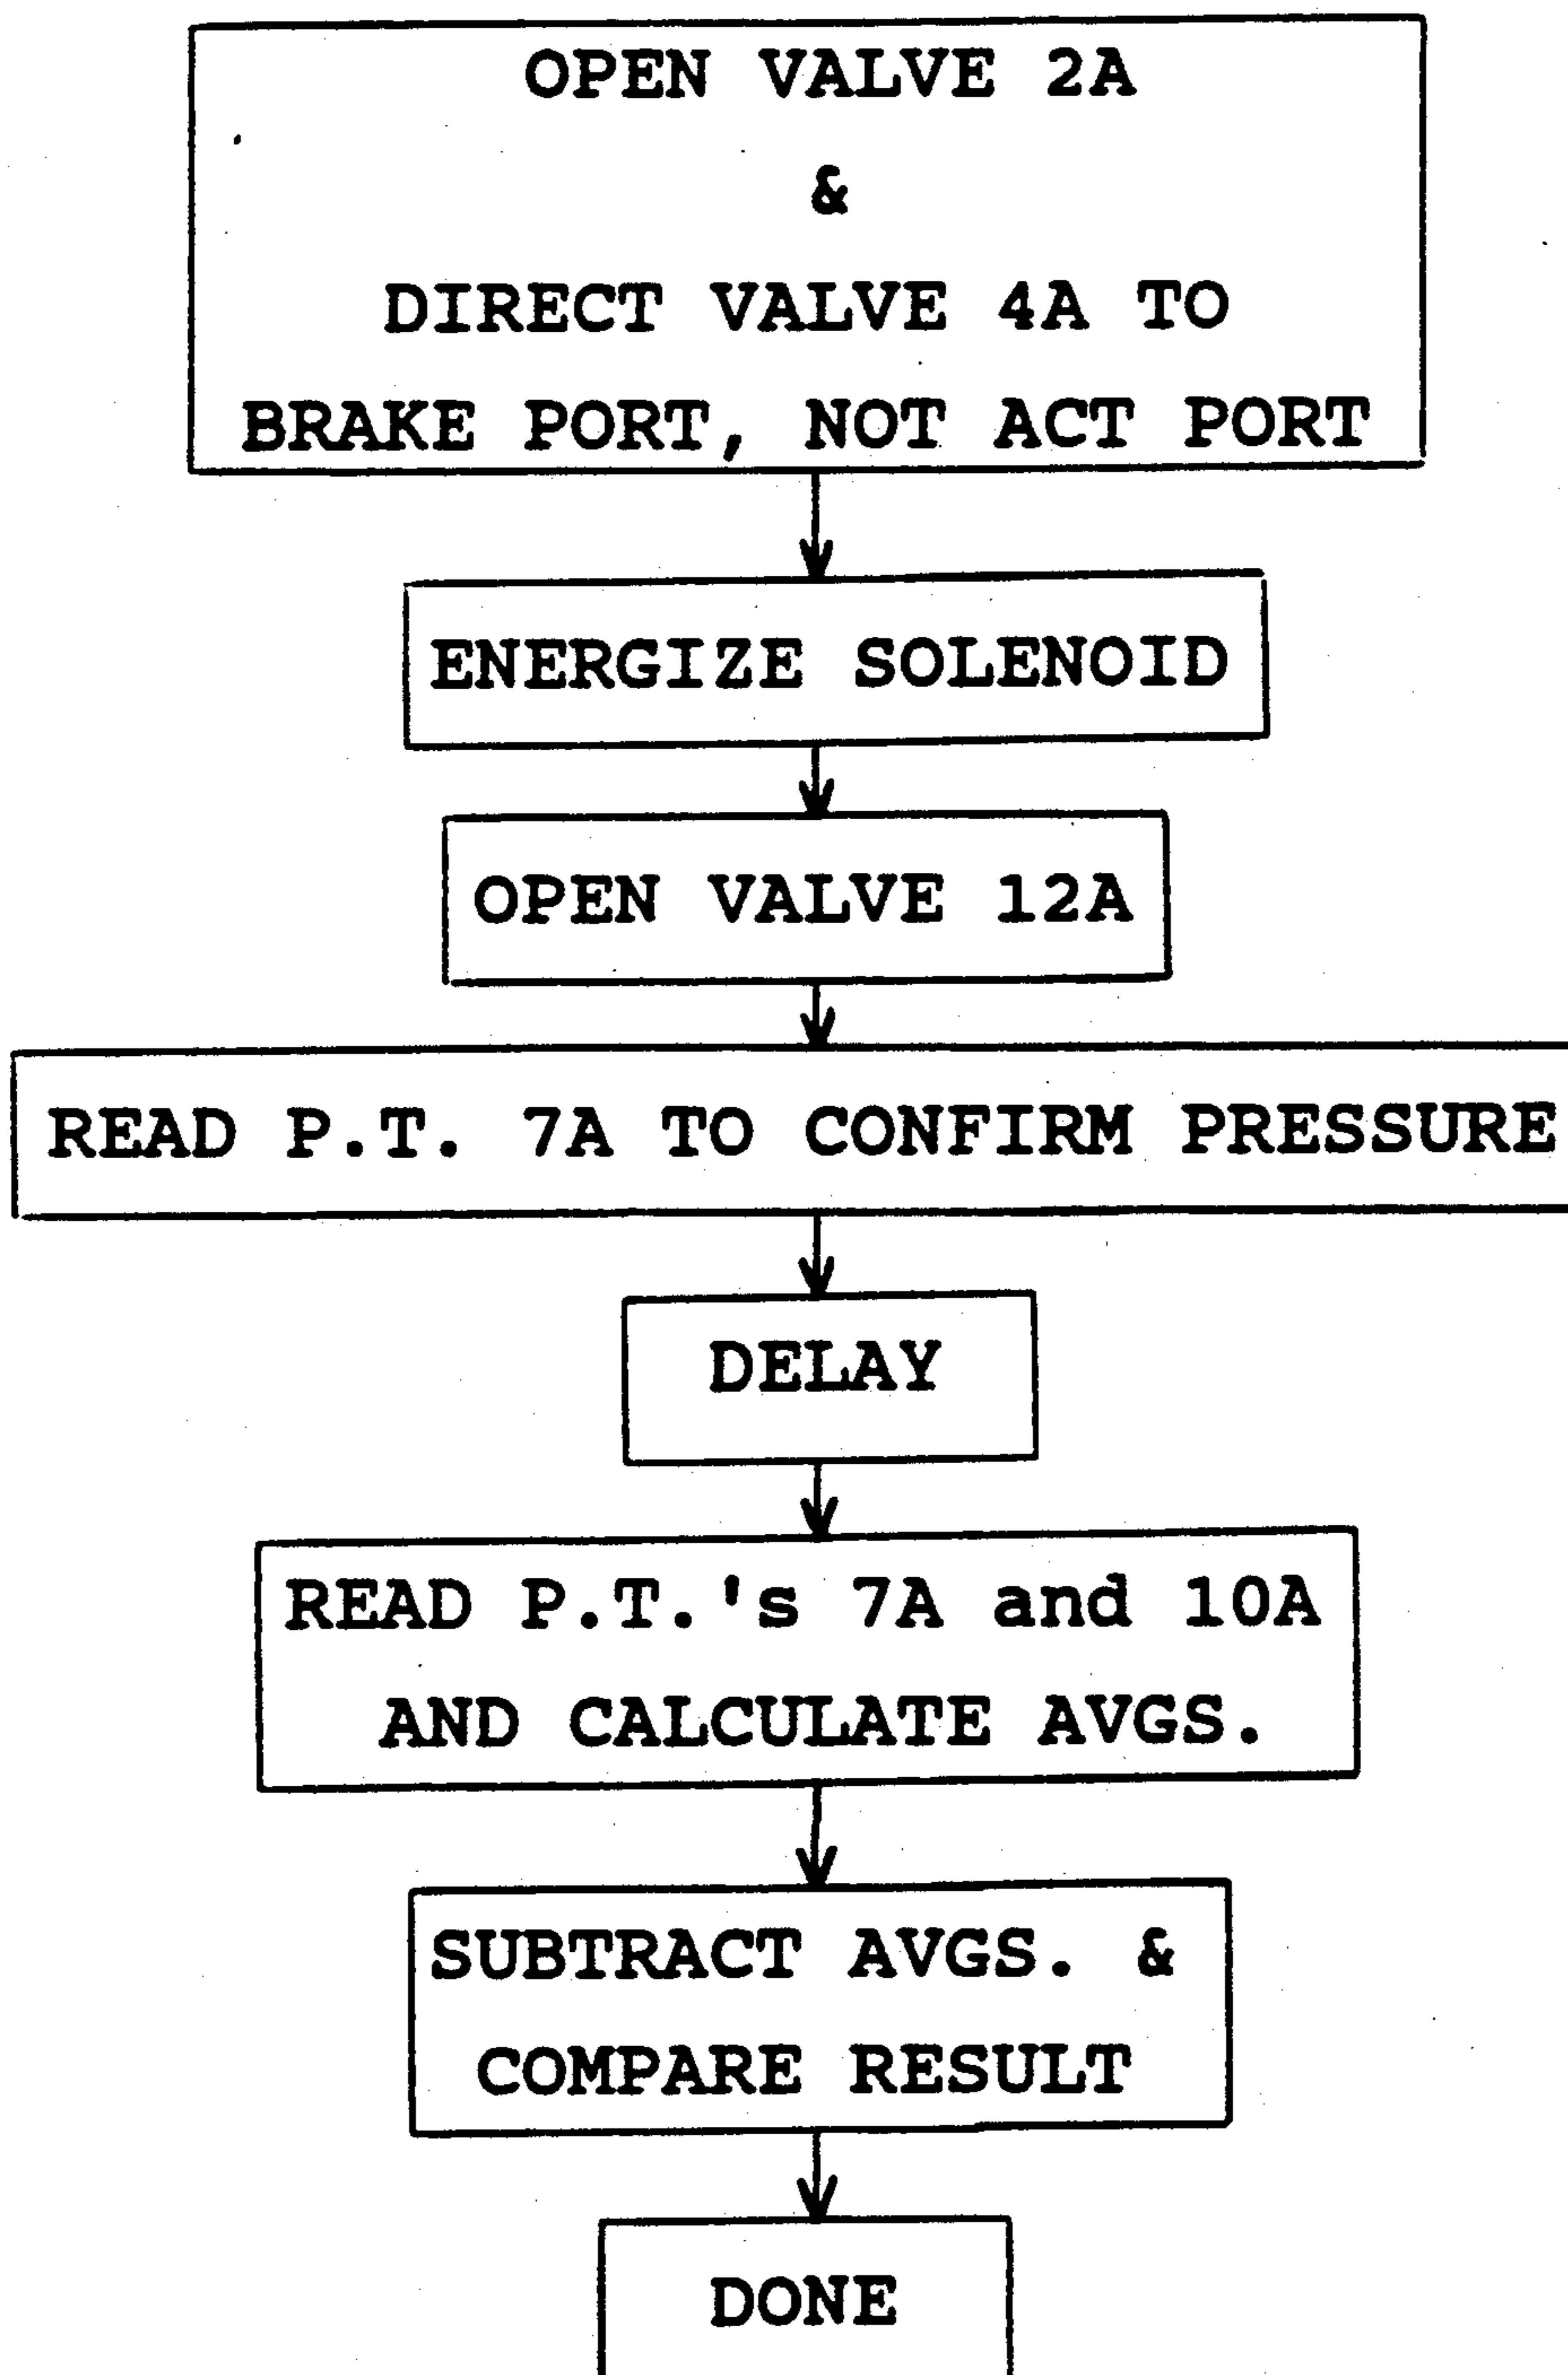 OPEN VALVE 2A
&
DIRECT VALVE 4A TO
BRAKE PORT, NOT ACT PORT
ENERGIZE SOLENOID
OPEN VALVE 12A
READ P.T. 7A TO CONFIRM PRESSURE
DELAY
READ P.T.'s 7A and 10A
AND CALCULATE AVGS.
SUBTRACT AVGS. &
COMPARE RESULT
DONE